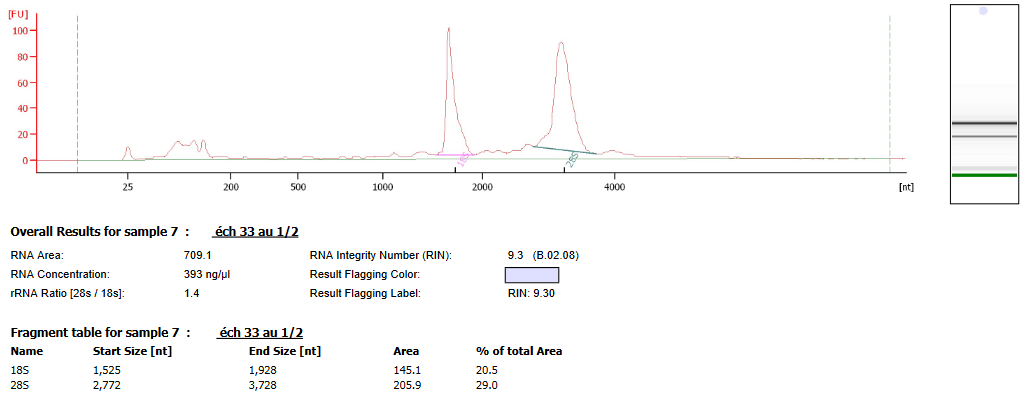 [FU]
100
80
60
40
20
0
18S
28S
25 200 500 1000 2000 4000 [nt]
Overall Results for sample 7 : éch 33 au 1/2
RNA Area: 709.1 RNA Integrity Number (RIN): 9.3 (B.02.08)
RNA Concentration: 393 ng/µl Result Flagging Color:
rRNA Ratio [28s / 18s]: 1.4 Result Flagging Label: RIN: 9.30
Fragment table for sample 7 : éch 33 au 1/2
Name Start Size [nt] End Size [nt] Area % of total Area
18S 1,525 1,928 145.1 20.5
28S 2,772 3,728 205.9 29.0